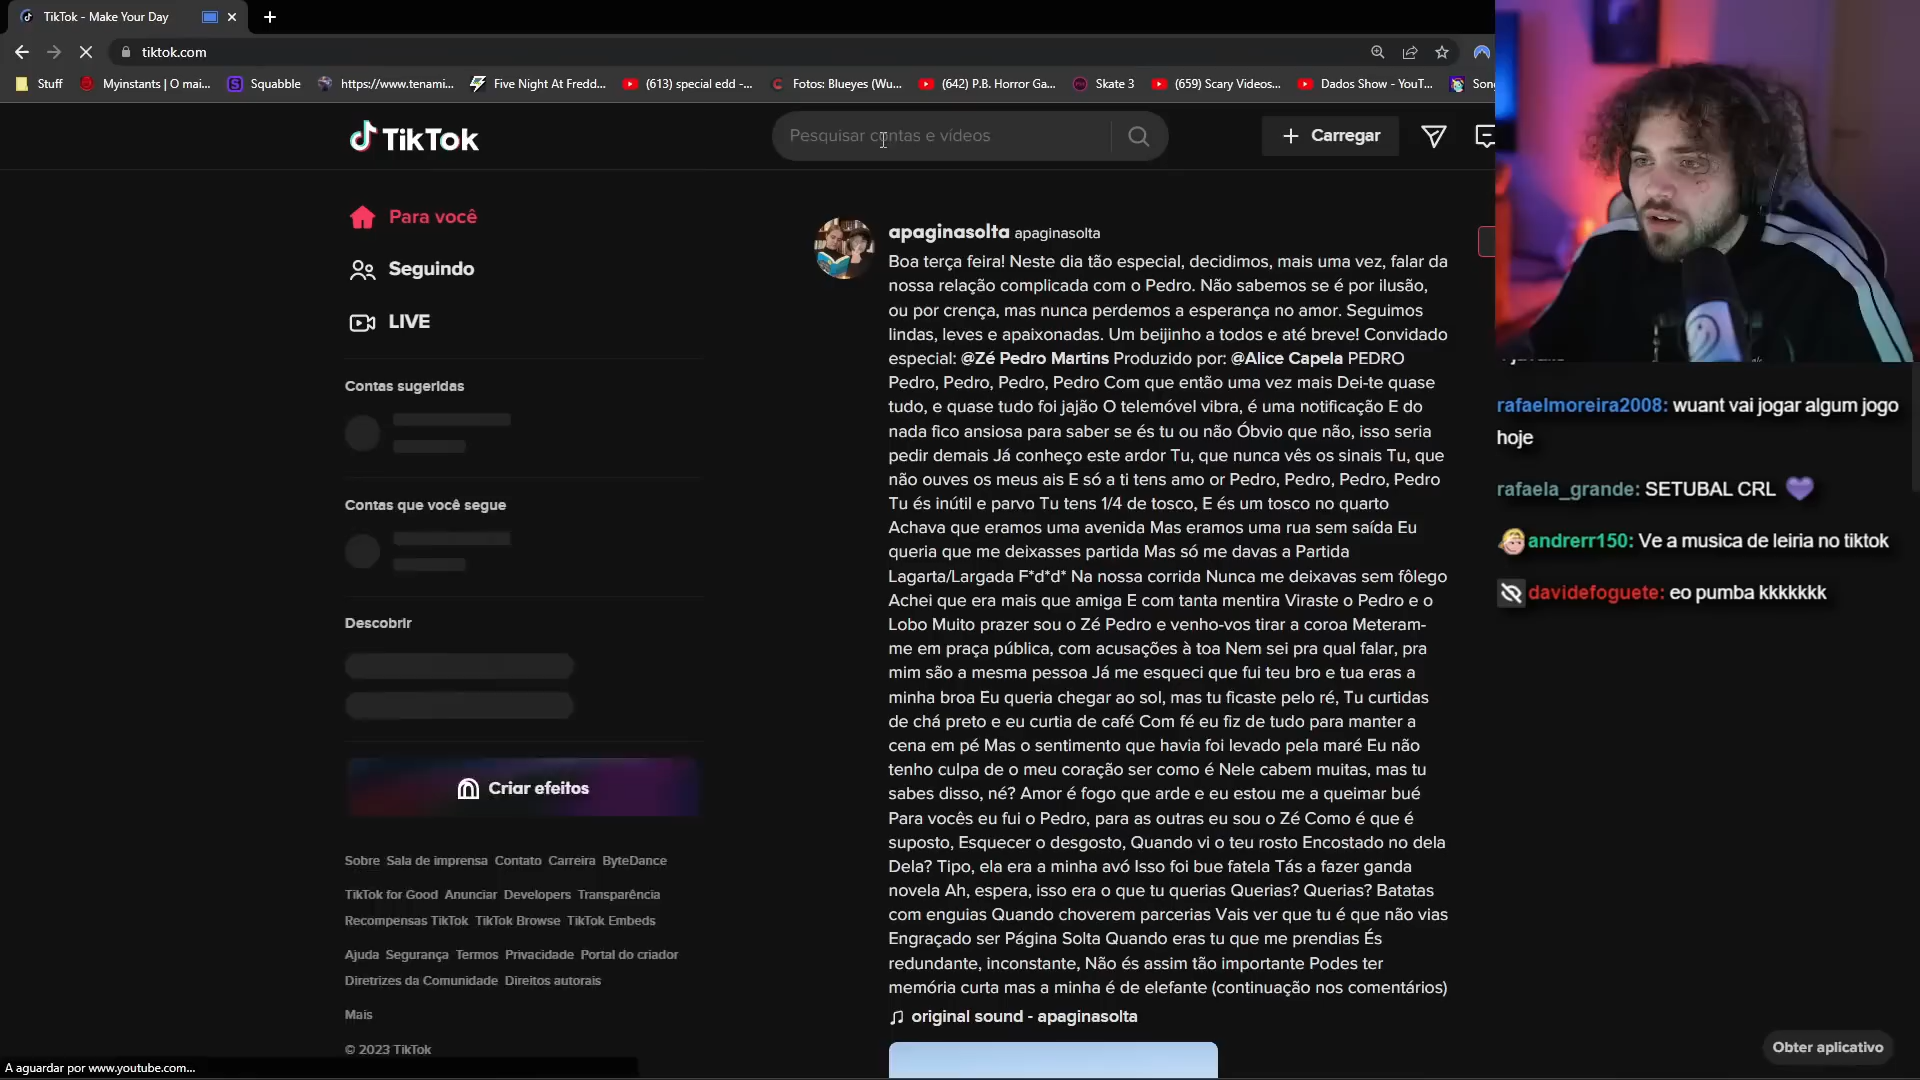 TikTok - Make Your Day
tiktok.com
Stuff
Myinstants | O mai...
Squabble
https://www.tenami...
Five Night At Fredd...
(613) special edd -...
Fotos: Blueyes (Wu...
(642) P.B. Horror Ga...
Skate 3
(659) Scary Videos...
Dados Show - YouT...
Song
TikTok
Pesquisar contas e vídeos
Carregar
Para você
Seguindo
LIVE
Contas sugeridas
Contas que você segue
Descobrir
Criar efeitos
Sobre Sala de imprensa Contato Carreira ByteDance
TikTok for Good Anunciar Developers Transparência
Recompensas TikTok TikTok Browse TikTok Embeds
Ajuda Segurança Termos Privacidade Portal do criador
Diretrizes da Comunidade Direitos autorais
Mais
© 2023 TikTok
A aguardar por www.youtube.com...
apaginasolta apaginasolta
Boa terça feira! Neste dia tão especial, decidimos, mais uma vez, falar da
nossa relação complicada com o Pedro. Não sabemos se é por ilusão,
ou por crença, mas nunca perdemos a esperança no amor. Seguimos
lindas, leves e apaixonadas. Um beijinho a todos e até breve! Convidado
especial: @Zé Pedro Martins Produzido por: @Alice Capela PEDRO
Pedro, Pedro, Pedro, Pedro Com que então uma vez mais Dei-te quase
tudo, e quase tudo foi jajão O telemóvel vibra, é uma notificação E do
nada fico ansiosa para saber se és tu ou não Óbvio que não, isso seria
pedir demais Já conheço este ardor Tu, que nunca vês os sinais Tu, que
não ouves os meus ais E só a ti tens amo or Pedro, Pedro, Pedro, Pedro
Tu és inútil e parvo Tu tens 1/4 de tosco, E és um tosco no quarto
Achava que eramos uma avenida Mas eramos uma rua sem saída Eu
queria que me deixasses partida Mas só me davas a Partida
Lagarta/Largada F*d*d* Na nossa corrida Nunca me deixavas sem fôlego
Achei que era mais que amiga E com tanta mentira Viraste o Pedro e o
Lobo Muito prazer sou o Zé Pedro e venho-vos tirar a coroa Meteram-
me em praça pública, com acusações à toa Nem sei pra qual falar, pra
mim são a mesma pessoa Já me esqueci que fui teu bro e tua eras a
minha broa Eu queria chegar ao sol, mas tu ficaste pelo ré, Tu curtidas
de chá preto e eu curtia de café Com fé eu fiz de tudo para manter a
cena em pé Mas o sentimento que havia foi levado pela maré Eu não
tenho culpa de o meu coração ser como é Nele cabem muitas, mas tu
sabes disso, né? Amor é fogo que arde e eu estou me a queimar bué
Para vocês eu fui o Pedro, para as outras eu sou o Zé Como é que é
suposto, Esquecer o desgosto, Quando vi o teu rosto Encostado no dela
Dela? Tipo, ela era a minha avó Isso foi bue fatela Tás a fazer ganda
novela Ah, espera, isso era o que tu querias Querias? Querias? Batatas
com enguias Quando choverem parcerias Vais ver que tu é que não vias
Engraçado ser Página Solta Quando eras tu que me prendias És
redundante, inconstante, Não és assim tão importante Podes ter
memória curta mas a minha é de elefante (continuação nos comentários)
original sound - apaginasolta
rafaelmoreira2008: wuant vai jogar algum jogo
hoje
rafaela_grande: SETUBAL CRL 💜
andrerr150: Ve a musica de leiria no tiktok
davidefoguete: eo pumba kkkkkkk
Obter aplicativo